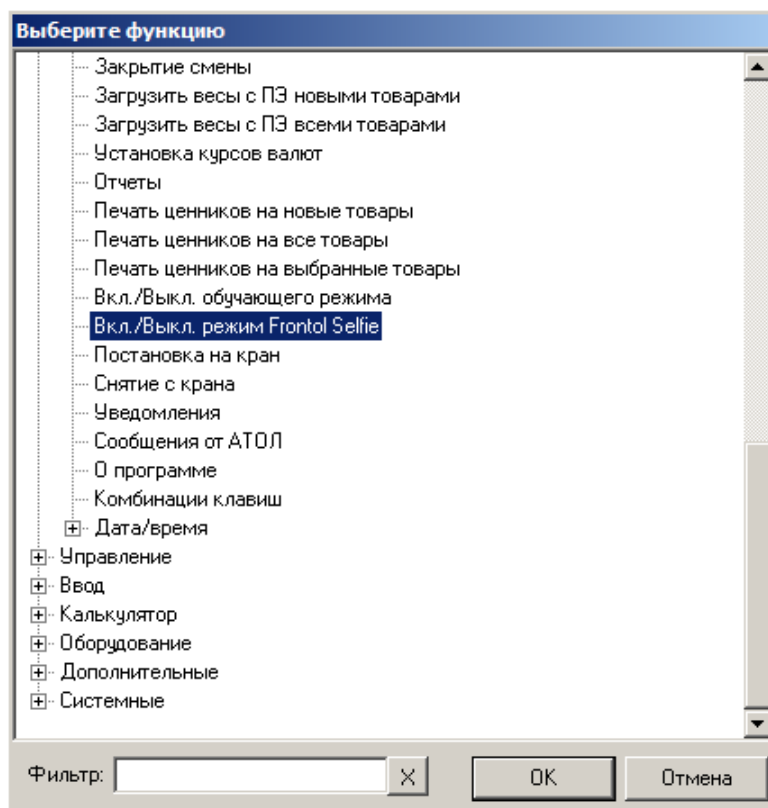 Выберите функцию
Закрытие смены
Загрузить весы с ПЭ новыми товарами
Загрузить весы с ПЭ всеми товарами
Установка курсов валют
Отчеты
Печать ценников на новые товары
Печать ценников на все товары
Печать ценников на выбранные товары
Вкл./Выкл. обучающего режима
Вкл./Выкл. режим Frontol Selfie
Постановка на кран
Снятие с крана
Уведомления
Сообщения от АТОЛ
О программе
Комбинации клавиш
Дата/время
Управление
Ввод
Калькулятор
Оборудование
Дополнительные
Системные
Фильтр: X OK Отмена